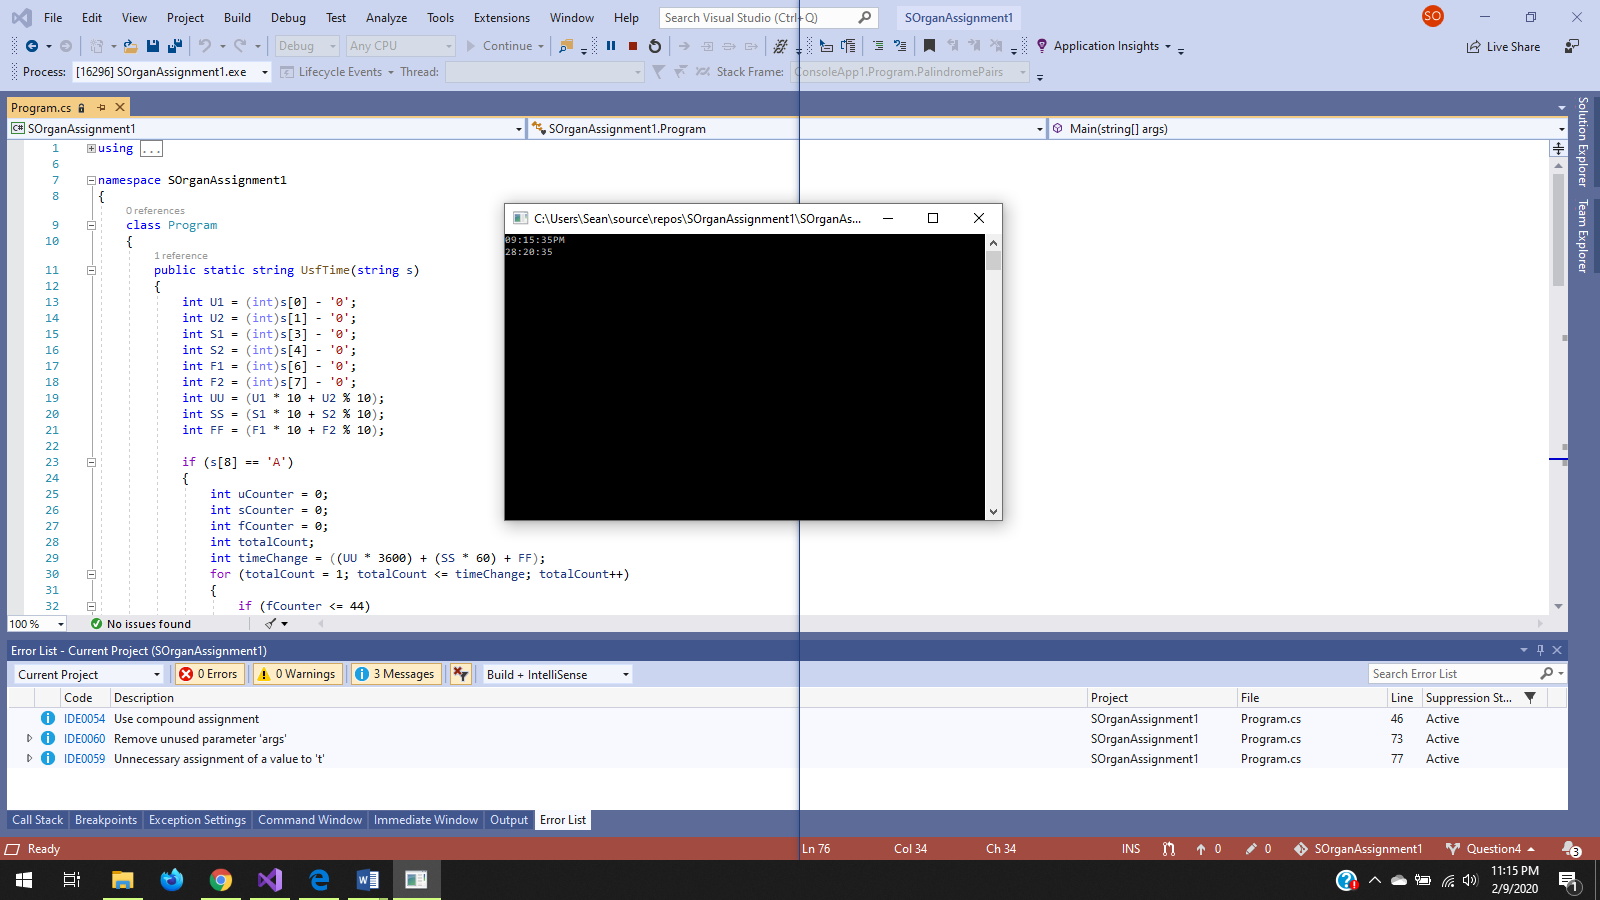 File Edit View Project Build Debug Test Analyze Tools Extensions Window Help Search Visual Studio (Ctrl+Q) SOrganAssignment1 SO
Debug Any CPU Continue Application Insights Live Share
Process: [16296] SOrganAssignment1.exe Lifecycle Events Thread: Stack Frame: ConsoleApp1.Program.PalindromePairs
Program.cs
C# SOrganAssignment1 SOrganAssignment1.Program Main(string[] args)
1 using ...
6
7 namespace SOrganAssignment1
8 {
0 references
9 class Program
10 {
1 reference
11 public static string UsfTime(string s)
12 {
13 int U1 = (int)s[0] - '0';
14 int U2 = (int)s[1] - '0';
15 int S1 = (int)s[3] - '0';
16 int S2 = (int)s[4] - '0';
17 int F1 = (int)s[6] - '0';
18 int F2 = (int)s[7] - '0';
19 int UU = (U1 * 10 + U2 % 10);
20 int SS = (S1 * 10 + S2 % 10);
21 int FF = (F1 * 10 + F2 % 10);
22
23 if (s[8] == 'A')
24 {
25 int uCounter = 0;
26 int sCounter = 0;
27 int fCounter = 0;
28 int totalCount;
29 int timeChange = ((UU * 3600) + (SS * 60) + FF);
30 for (totalCount = 1; totalCount <= timeChange; totalCount++)
31 {
32 if (fCounter <= 44)
C:\Users\Sean\source\repos\SOrganAssignment1\SOrganAs...
09:15:35PM
28:20:35
Solution Explorer
Team Explorer
100 % No issues found
Error List - Current Project (SOrganAssignment1)
Current Project 0 Errors 0 Warnings 3 Messages Build + IntelliSense Search Error List
Code Description Project File Line Suppression St...
IDE0054 Use compound assignment SOrganAssignment1 Program.cs 46 Active
IDE0060 Remove unused parameter 'args' SOrganAssignment1 Program.cs 73 Active
IDE0059 Unnecessary assignment of a value to 't' SOrganAssignment1 Program.cs 77 Active
Call Stack Breakpoints Exception Settings Command Window Immediate Window Output Error List
Ready Ln 76 Col 34 Ch 34 INS 0 0 SOrganAssignment1 Question4 3
11:15 PM
2/9/2020 1